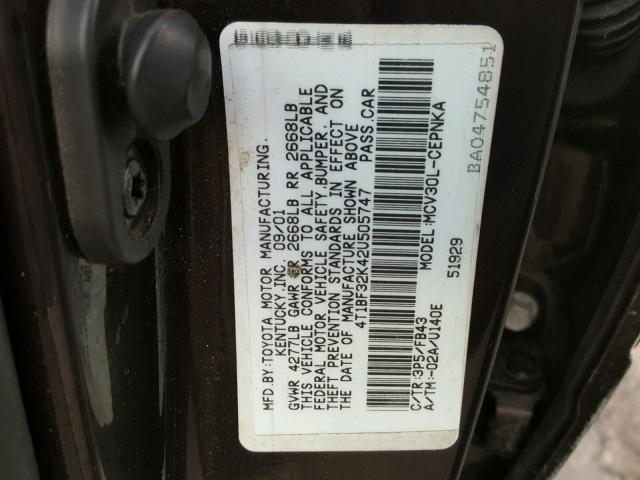 MFD.BY:TOYOTA MOTOR MANUFACTURING,
KENTUCKY,INC. 09/01
GVWR 4277LB GAWR FR 2668LB RR 2668LB
THIS VEHICLE CONFORMS TO ALL APPLICABLE
FEDERAL MOTOR VEHICLE SAFETY,BUMPER, AND
THEFT PREVENTION STANDARDS IN EFFECT ON
THE DATE OF MANUFACTURE SHOWN ABOVE
4T1BF32K42U505747 PASS.CAR
C/TR:3P5/FB43 MODEL:MCV30L-CEPNKA
A/TM:-02A/U140E 51929
BA04754851